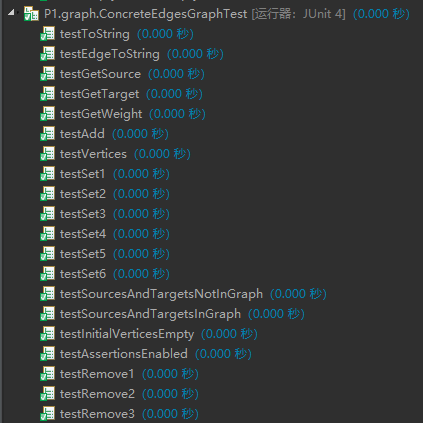 P1.graph.ConcreteEdgesGraphTest [运行器：JUnit 4] (0.000 秒)
testToString (0.000 秒)
testEdgeToString (0.000 秒)
testGetSource (0.000 秒)
testGetTarget (0.000 秒)
testGetWeight (0.000 秒)
testAdd (0.000 秒)
testVertices (0.000 秒)
testSet1 (0.000 秒)
testSet2 (0.000 秒)
testSet3 (0.000 秒)
testSet4 (0.000 秒)
testSet5 (0.000 秒)
testSet6 (0.000 秒)
testSourcesAndTargetsNotInGraph (0.000 秒)
testSourcesAndTargetsInGraph (0.000 秒)
testInitialVerticesEmpty (0.000 秒)
testAssertionsEnabled (0.000 秒)
testRemove1 (0.000 秒)
testRemove2 (0.000 秒)
testRemove3 (0.000 秒)